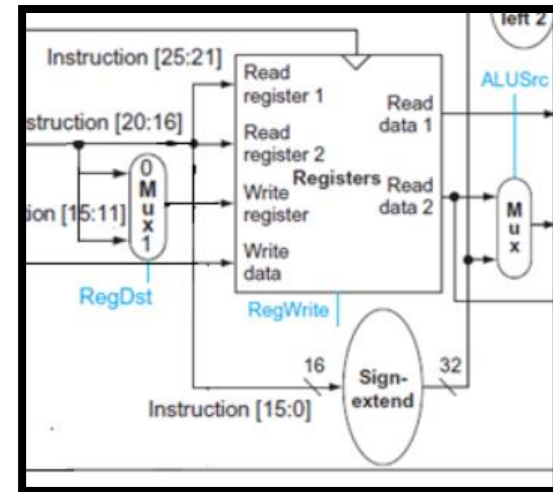 left 2
Instruction [25:21]
Read
register 1
Read
data 1
ALUSrc
struction [20:16]
Read
register 2
Registers
Read
data 2
0
M
u
x
1
ion [15:11]
Write
register
Write
data
M
u
x
RegDst
RegWrite
16
Sign-
extend
32
Instruction [15:0]